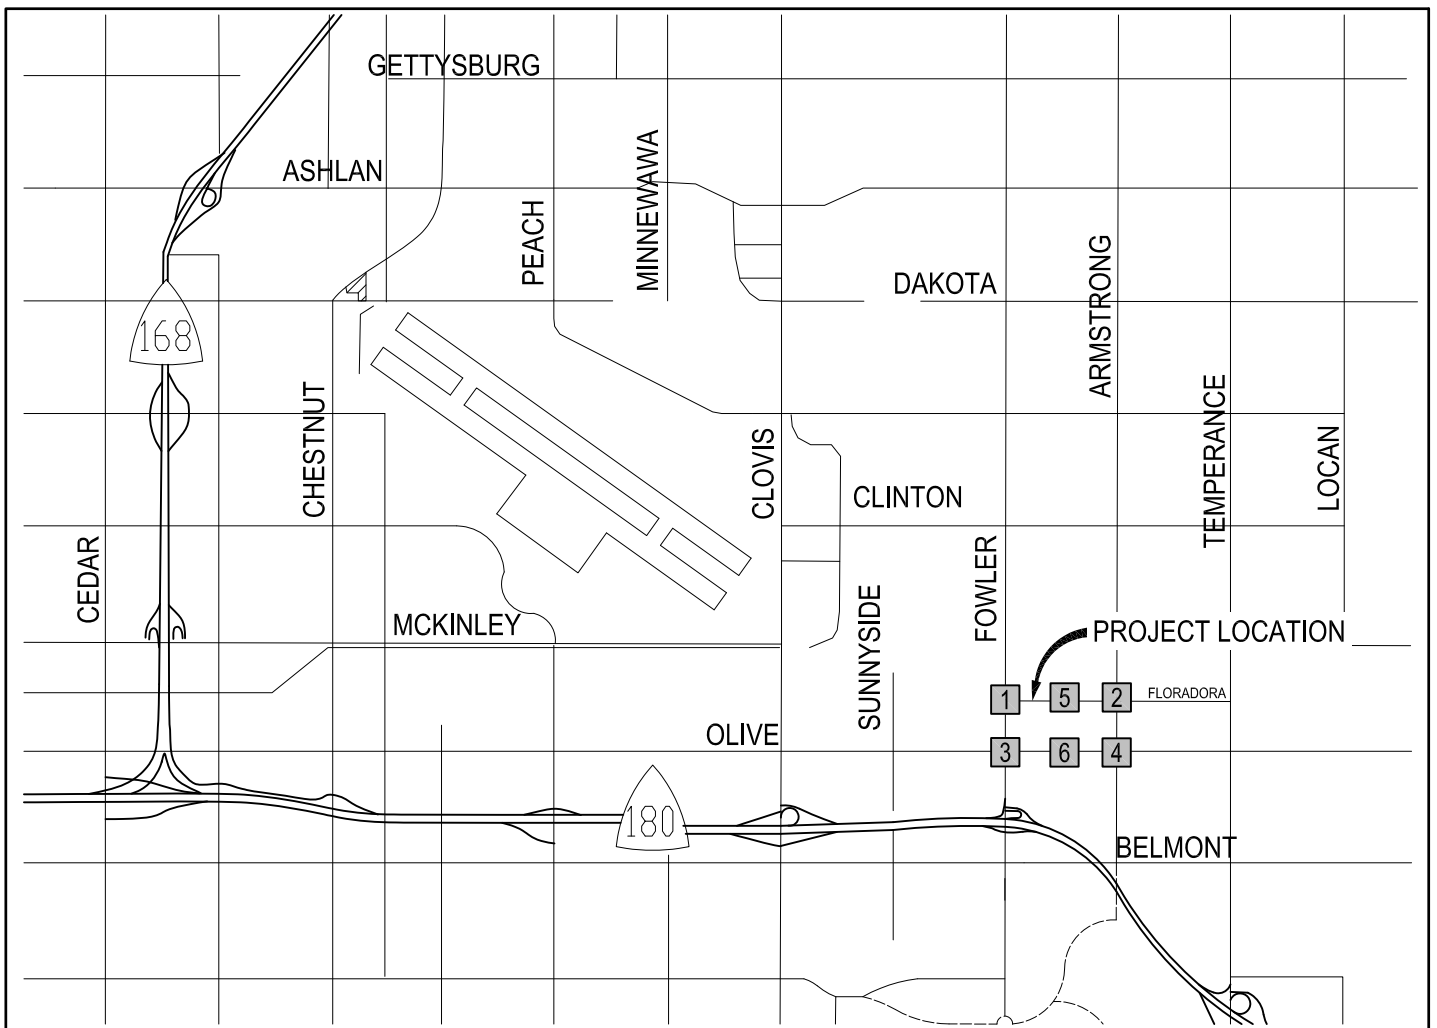 GETTYSBURG
ASHLAN
MINNEWAWA
PEACH
DAKOTA
ARMSTRONG
168
CHESTNUT
CLOVIS
TEMPERANCE
LOCAN
CLINTON
CEDAR
FOWLER
MCKINLEY
SUNNYSIDE
PROJECT LOCATION
1
5
2
FLORADORA
OLIVE
3
6
4
180
BELMONT